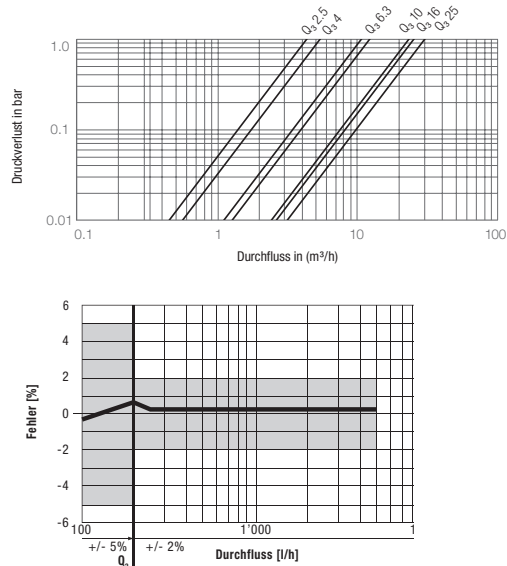 Q₃ 2.5 Q₃ 4 Q₃ 6.3 Q₃ 10 Q₃ 16 Q₃ 25
1.0
0.1
0.01
Druckverlust in bar
0.1 1 10 100
Durchfluss in (m³/h)
6
4
2
0
-2
-4
-6
Fehler [%]
100 1'000 1
+/- 5% +/- 2%
Durchfluss [l/h]